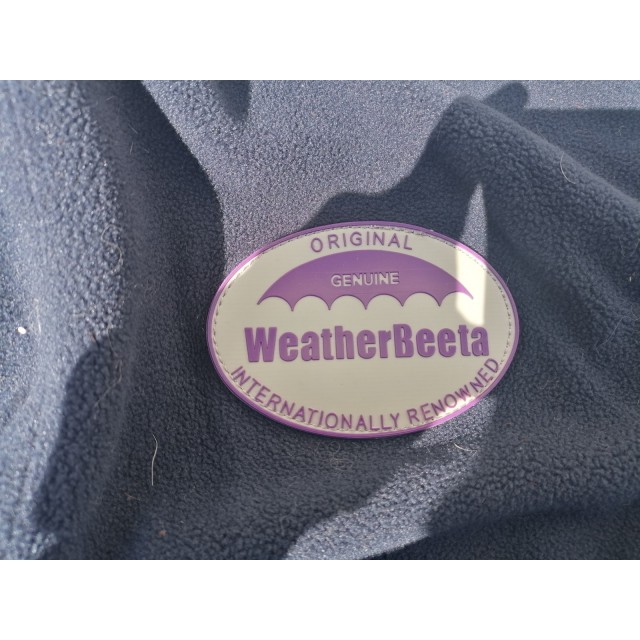 ORIGINAL
GENUINE
WeatherBeeta
INTERNATIONALLY RENOWNED